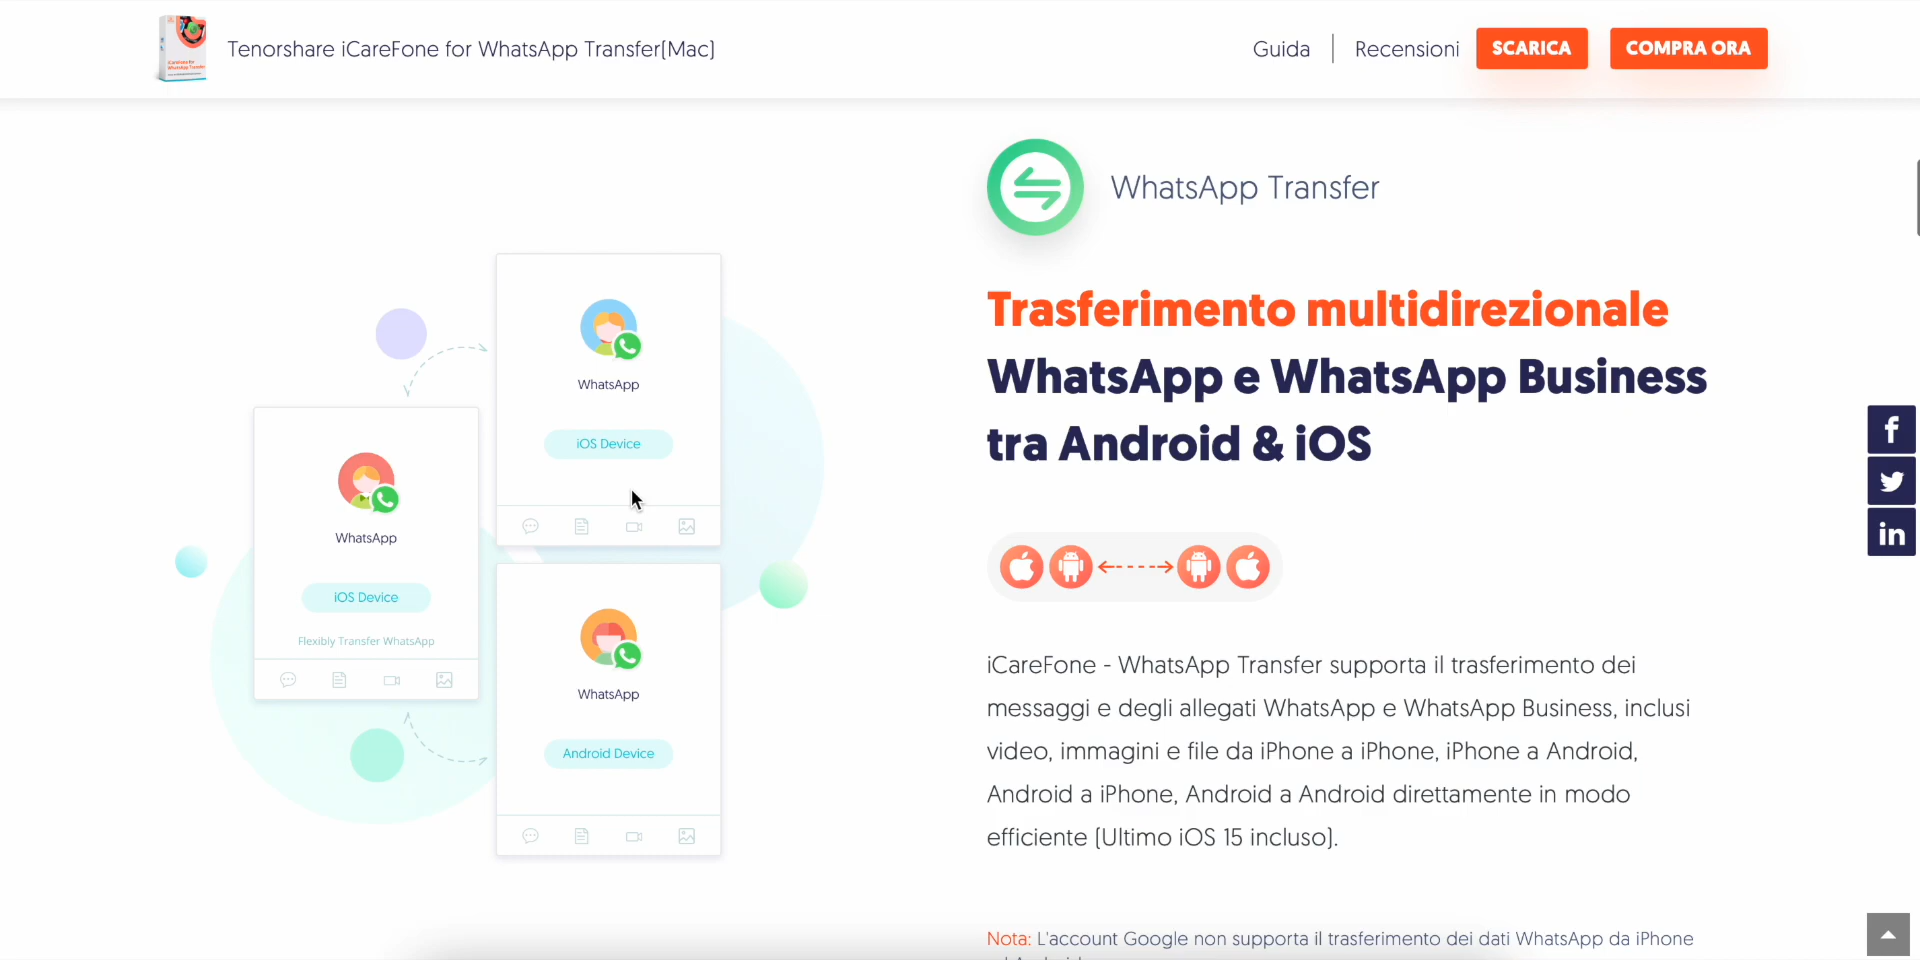 Tenorshare iCareFone for WhatsApp Transfer(Mac)
Guida
Recensioni
SCARICA
COMPRA ORA
WhatsApp Transfer
Trasferimento multidirezionale
WhatsApp e WhatsApp Business
tra Android & iOS
WhatsApp
iOS Device
WhatsApp
iOS Device
Flexibly Transfer WhatsApp
WhatsApp
Android Device
iCareFone - WhatsApp Transfer supporta il trasferimento dei
messaggi e degli allegati WhatsApp e WhatsApp Business, inclusi
video, immagini e file da iPhone a iPhone, iPhone a Android,
Android a iPhone, Android a Android direttamente in modo
efficiente (Ultimo iOS 15 incluso).
Nota: L'account Google non supporta il trasferimento dei dati WhatsApp da iPhone